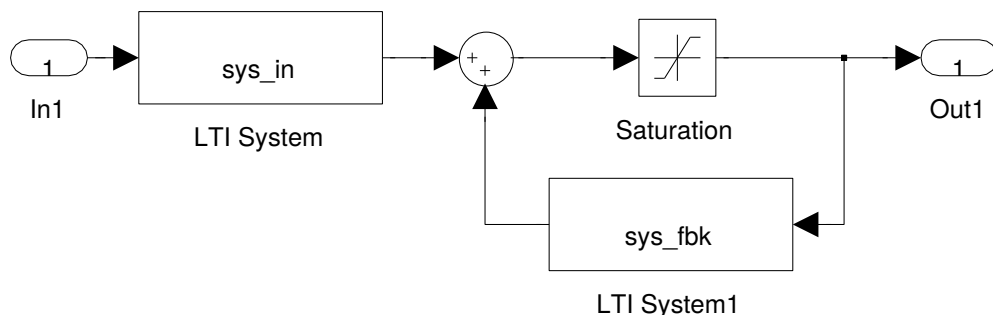 1
In1
sys_in
LTI System
+
+
Saturation
1
Out1
sys_fbk
LTI System1